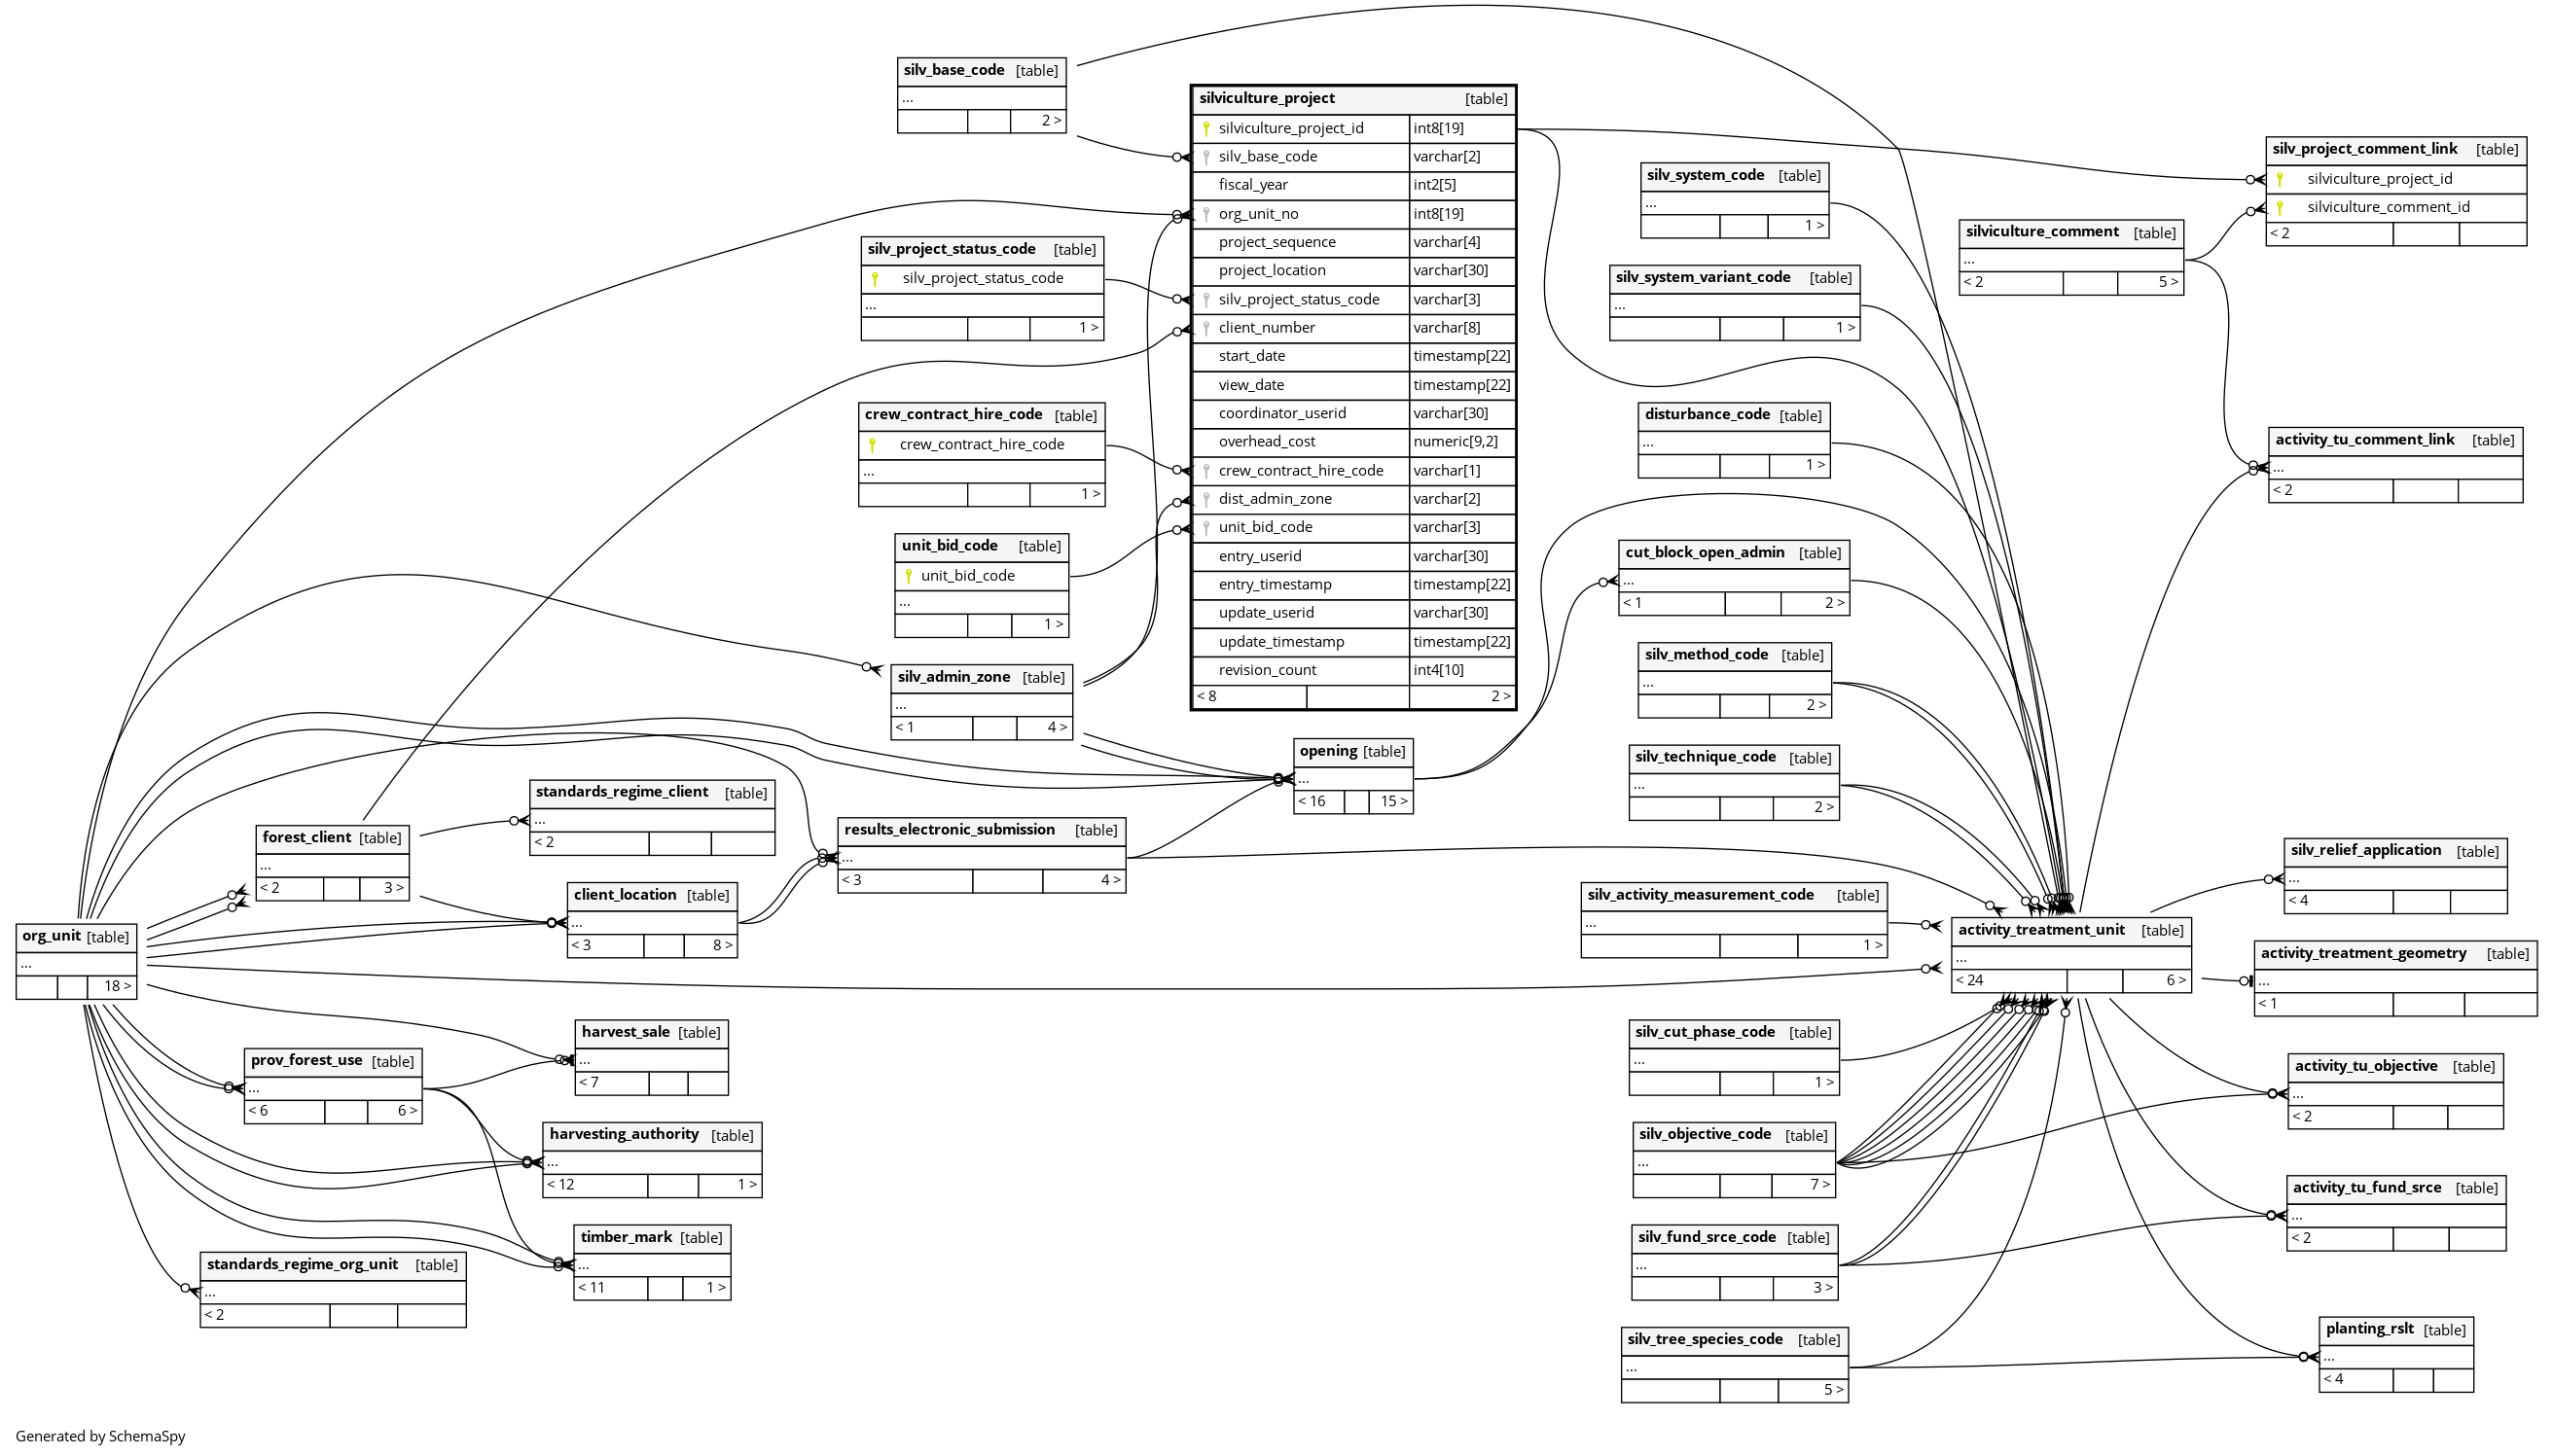 silv_base_code [table]
...
2 >
silviculture_project [table]
silviculture_project_id int8[19]
silv_base_code varchar[2]
fiscal_year int2[5]
org_unit_no int8[19]
project_sequence varchar[4]
project_location varchar[30]
silv_project_status_code varchar[3]
client_number varchar[8]
start_date timestamp[22]
view_date timestamp[22]
coordinator_userid varchar[30]
overhead_cost numeric[9,2]
crew_contract_hire_code varchar[1]
dist_admin_zone varchar[2]
unit_bid_code varchar[3]
entry_userid varchar[30]
entry_timestamp timestamp[22]
update_userid varchar[30]
update_timestamp timestamp[22]
revision_count int4[10]
< 8 2 >
silv_project_status_code [table]
silv_project_status_code
...
1 >
crew_contract_hire_code [table]
crew_contract_hire_code
...
1 >
unit_bid_code [table]
unit_bid_code
...
1 >
silv_admin_zone [table]
...
< 1 4 >
opening [table]
...
< 16 15 >
standards_regime_client [table]
...
< 2
forest_client [table]
...
< 2 3 >
results_electronic_submission [table]
...
< 3 4 >
client_location [table]
...
< 3 8 >
org_unit [table]
...
18 >
harvest_sale [table]
...
< 7
prov_forest_use [table]
...
< 6 6 >
harvesting_authority [table]
...
< 12 1 >
timber_mark [table]
...
< 11 1 >
standards_regime_org_unit [table]
...
< 2
silv_system_code [table]
...
1 >
silv_system_variant_code [table]
...
1 >
disturbance_code [table]
...
1 >
cut_block_open_admin [table]
...
< 1 2 >
silv_method_code [table]
...
2 >
silv_technique_code [table]
...
2 >
silv_activity_measurement_code [table]
...
1 >
silv_cut_phase_code [table]
...
1 >
silv_objective_code [table]
...
7 >
silv_fund_srce_code [table]
...
3 >
silv_tree_species_code [table]
...
5 >
silv_project_comment_link [table]
silviculture_project_id
silviculture_comment_id
< 2
silviculture_comment [table]
...
< 2 5 >
activity_tu_comment_link [table]
...
< 2
activity_treatment_unit [table]
...
< 24 6 >
silv_relief_application [table]
...
< 4
activity_treatment_geometry [table]
...
< 1
activity_tu_objective [table]
...
< 2
activity_tu_fund_srce [table]
...
< 2
planting_rslt [table]
...
< 4
Generated by SchemaSpy